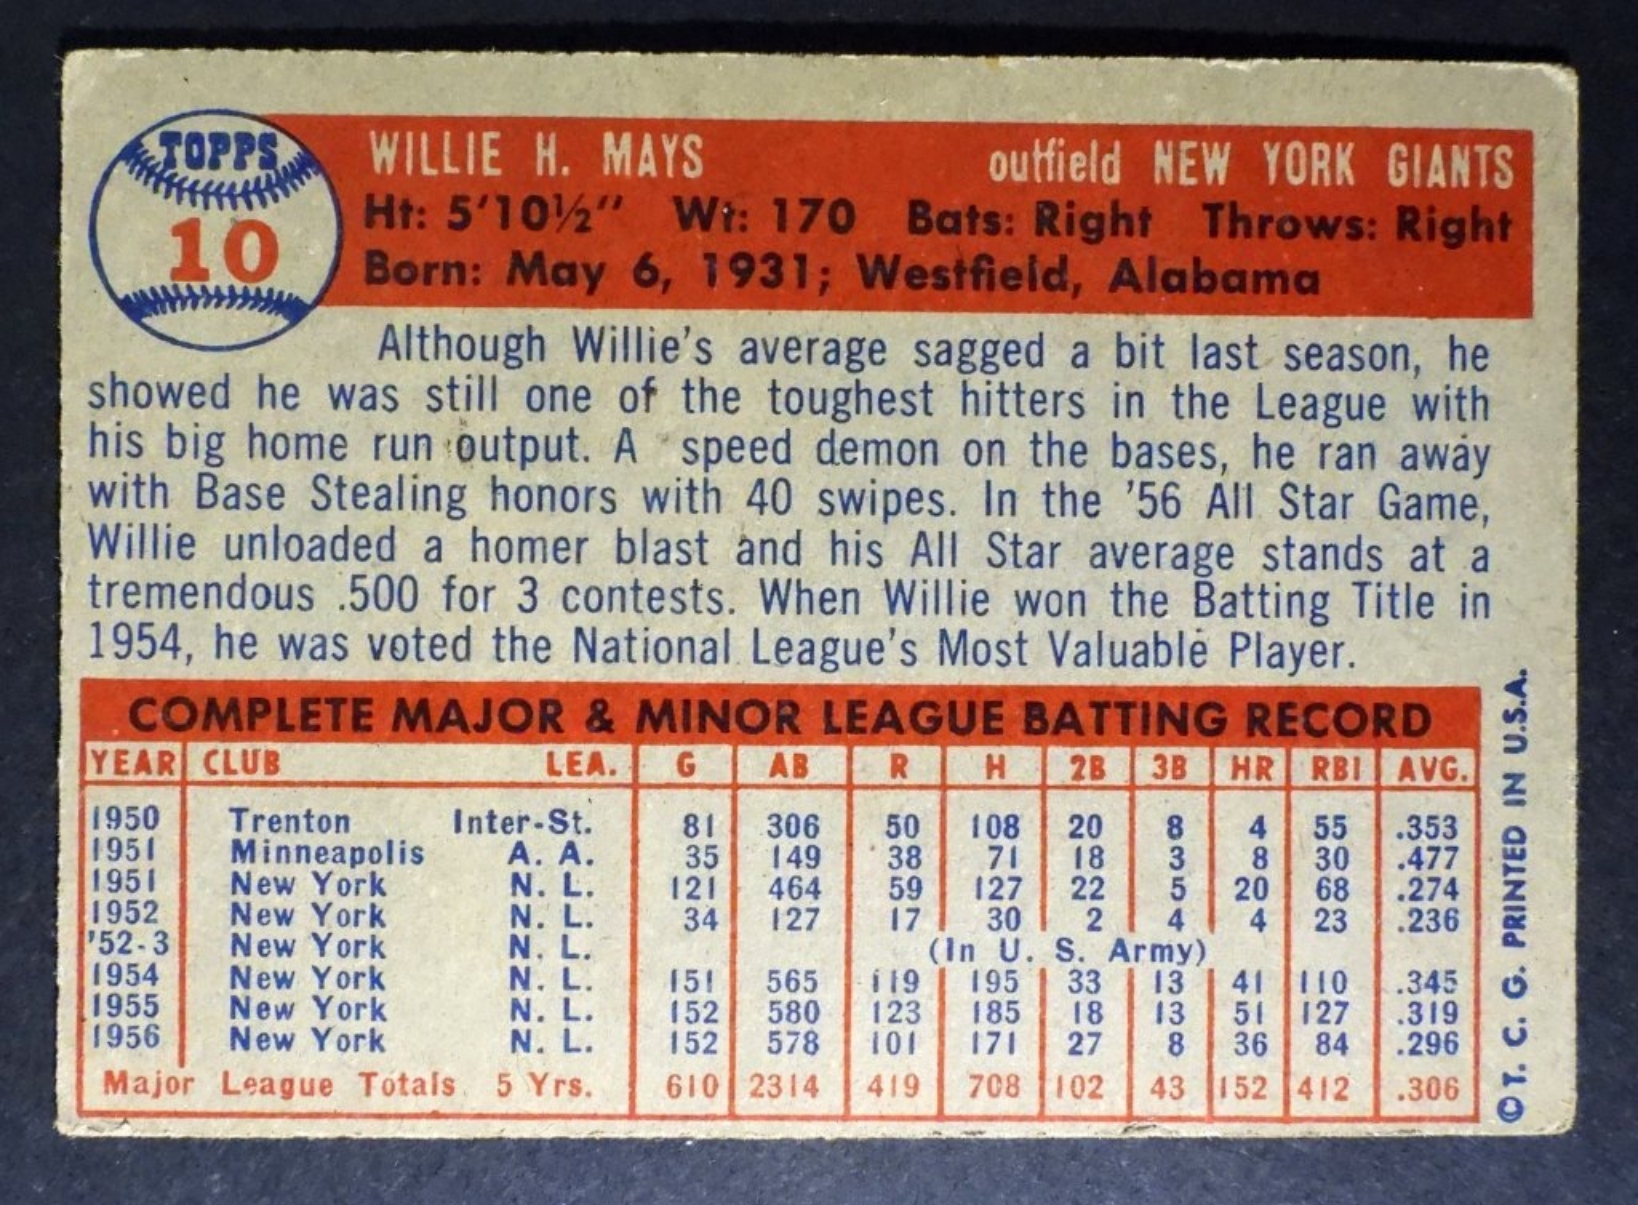 TOPPS
10
WILLIE H. MAYS outfield NEW YORK GIANTS
Ht: 5'10½" Wt: 170 Bats: Right Throws: Right
Born: May 6, 1931; Westfield, Alabama
Although Willie's average sagged a bit last season, he
showed he was still one of the toughest hitters in the League with
his big home run output. A speed demon on the bases, he ran away
with Base Stealing honors with 40 swipes. In the '56 All Star Game,
Willie unloaded a homer blast and his All Star average stands at a
tremendous .500 for 3 contests. When Willie won the Batting Title in
1954, he was voted the National League's Most Valuable Player.
COMPLETE MAJOR & MINOR LEAGUE BATTING RECORD
YEAR CLUB LEA. G AB R H 2B 3B HR RBI AVG.
1950 Trenton Inter-St. 81 306 50 108 20 8 4 55 .353
1951 Minneapolis A. A. 35 149 38 71 18 3 8 30 .477
1951 New York N. L. 121 464 59 127 22 5 20 68 .274
1952 New York N. L. 34 127 17 30 2 4 4 23 .236
'52-3 New York N. L. (In U. S. Army)
1954 New York N. L. 151 565 119 195 33 13 41 110 .345
1955 New York N. L. 152 580 123 185 18 13 51 127 .319
1956 New York N. L. 152 578 101 171 27 8 36 84 .296
Major League Totals 5 Yrs. 610 2314 419 708 102 43 152 412 .306
© T. C. G. PRINTED IN U.S.A.